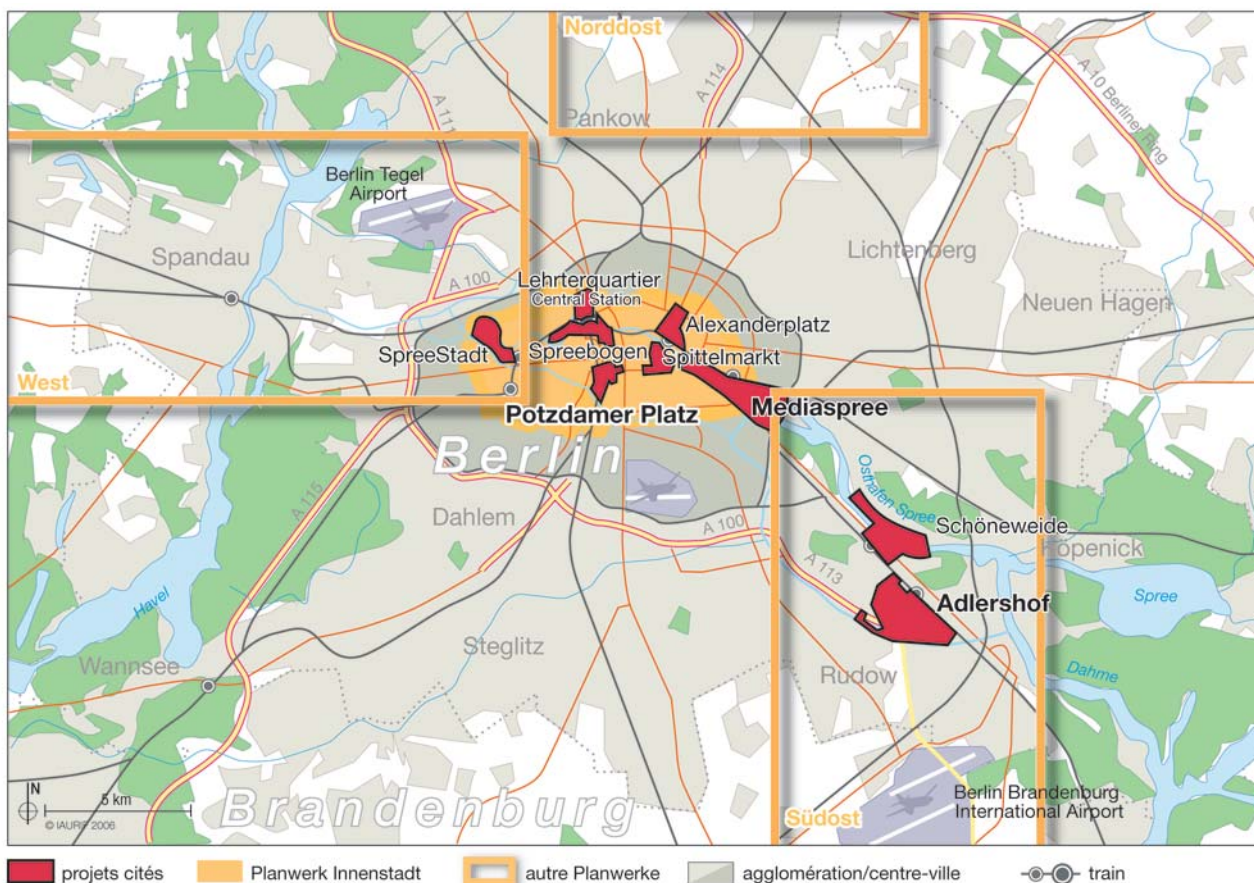 Norddost
Pankow
A 114
A 111
A 10 Berliner Ring
Berlin Tegel
Airport
Spandau
Lichtenberg
Neuen Hagen
A 100
Lehrterquartier
Central Station
Alexanderplatz
SpreeStadt
Spreebogen
Spittelmarkt
West
Potzdamer Platz
Mediaspree
Berlin
Osthafen Spree
A 115
Dahlem
A 100
Schöneweide
Köpenick
A 113
Adlershof
Spree
Havel
Steglitz
Wannsee
Rudow
Dahme
N
5 km
© IAURIF 2006
Brandenburg
Berlin Brandenburg
International Airport
Südost
projets cités
Planwerk Innenstadt
autre Planwerke
agglomération/centre-ville
train